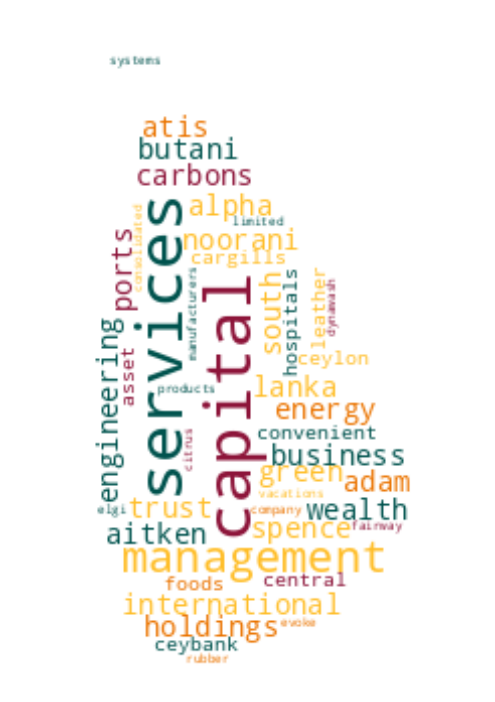 systems
atis
butani
carbons
alpha
limited
services
consolidated
ports
noorani
cargills
manufacturers
capital
south
hospitals
leather
dynawash
engineering
asset
ceylon
products
lanka
energy
citrus
convenient
business
green
adam
vacations
elgi
trust
company
wealth
aitken
spence
fairway
management
foods
central
international
holdings
evoke
ceybank
rubber